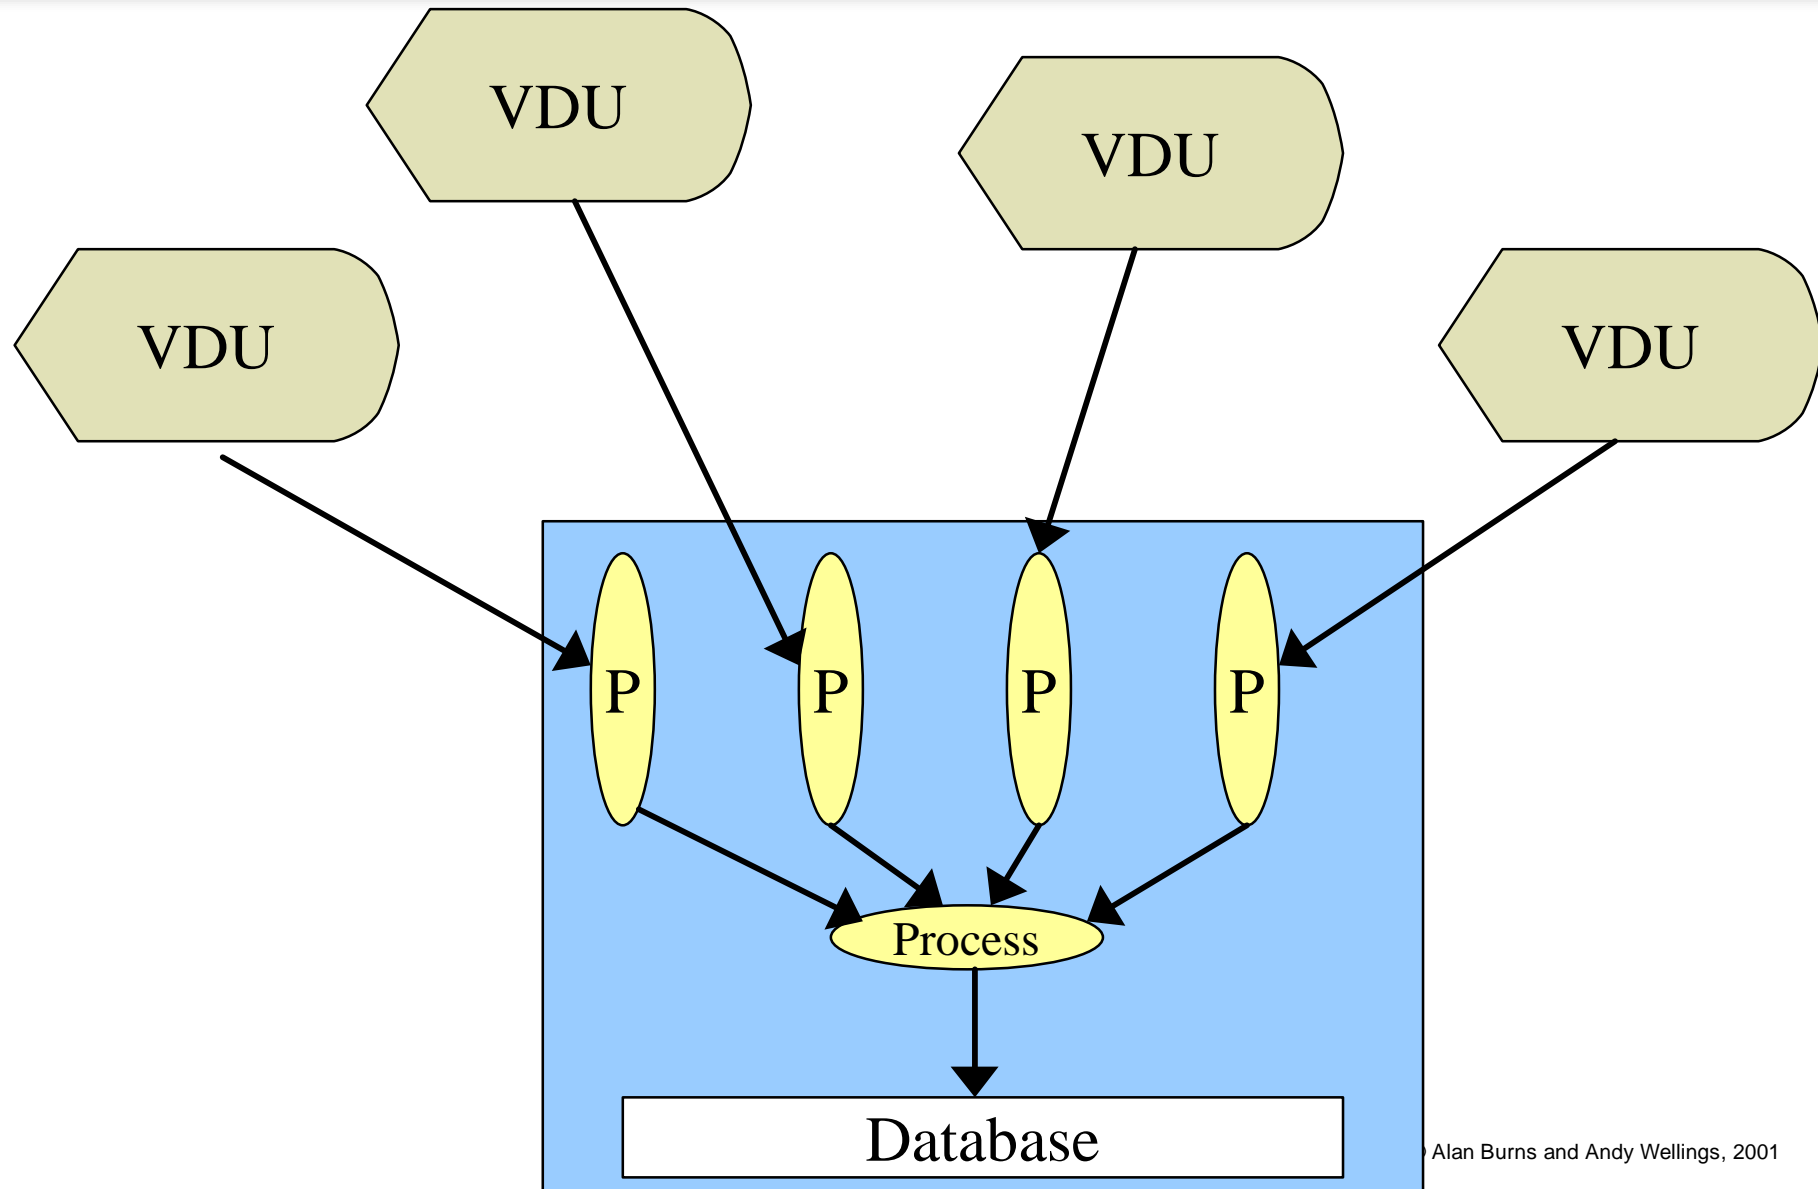 VDU
VDU
VDU
VDU
P P P P
Process
Database
Alan Burns and Andy Wellings, 2001